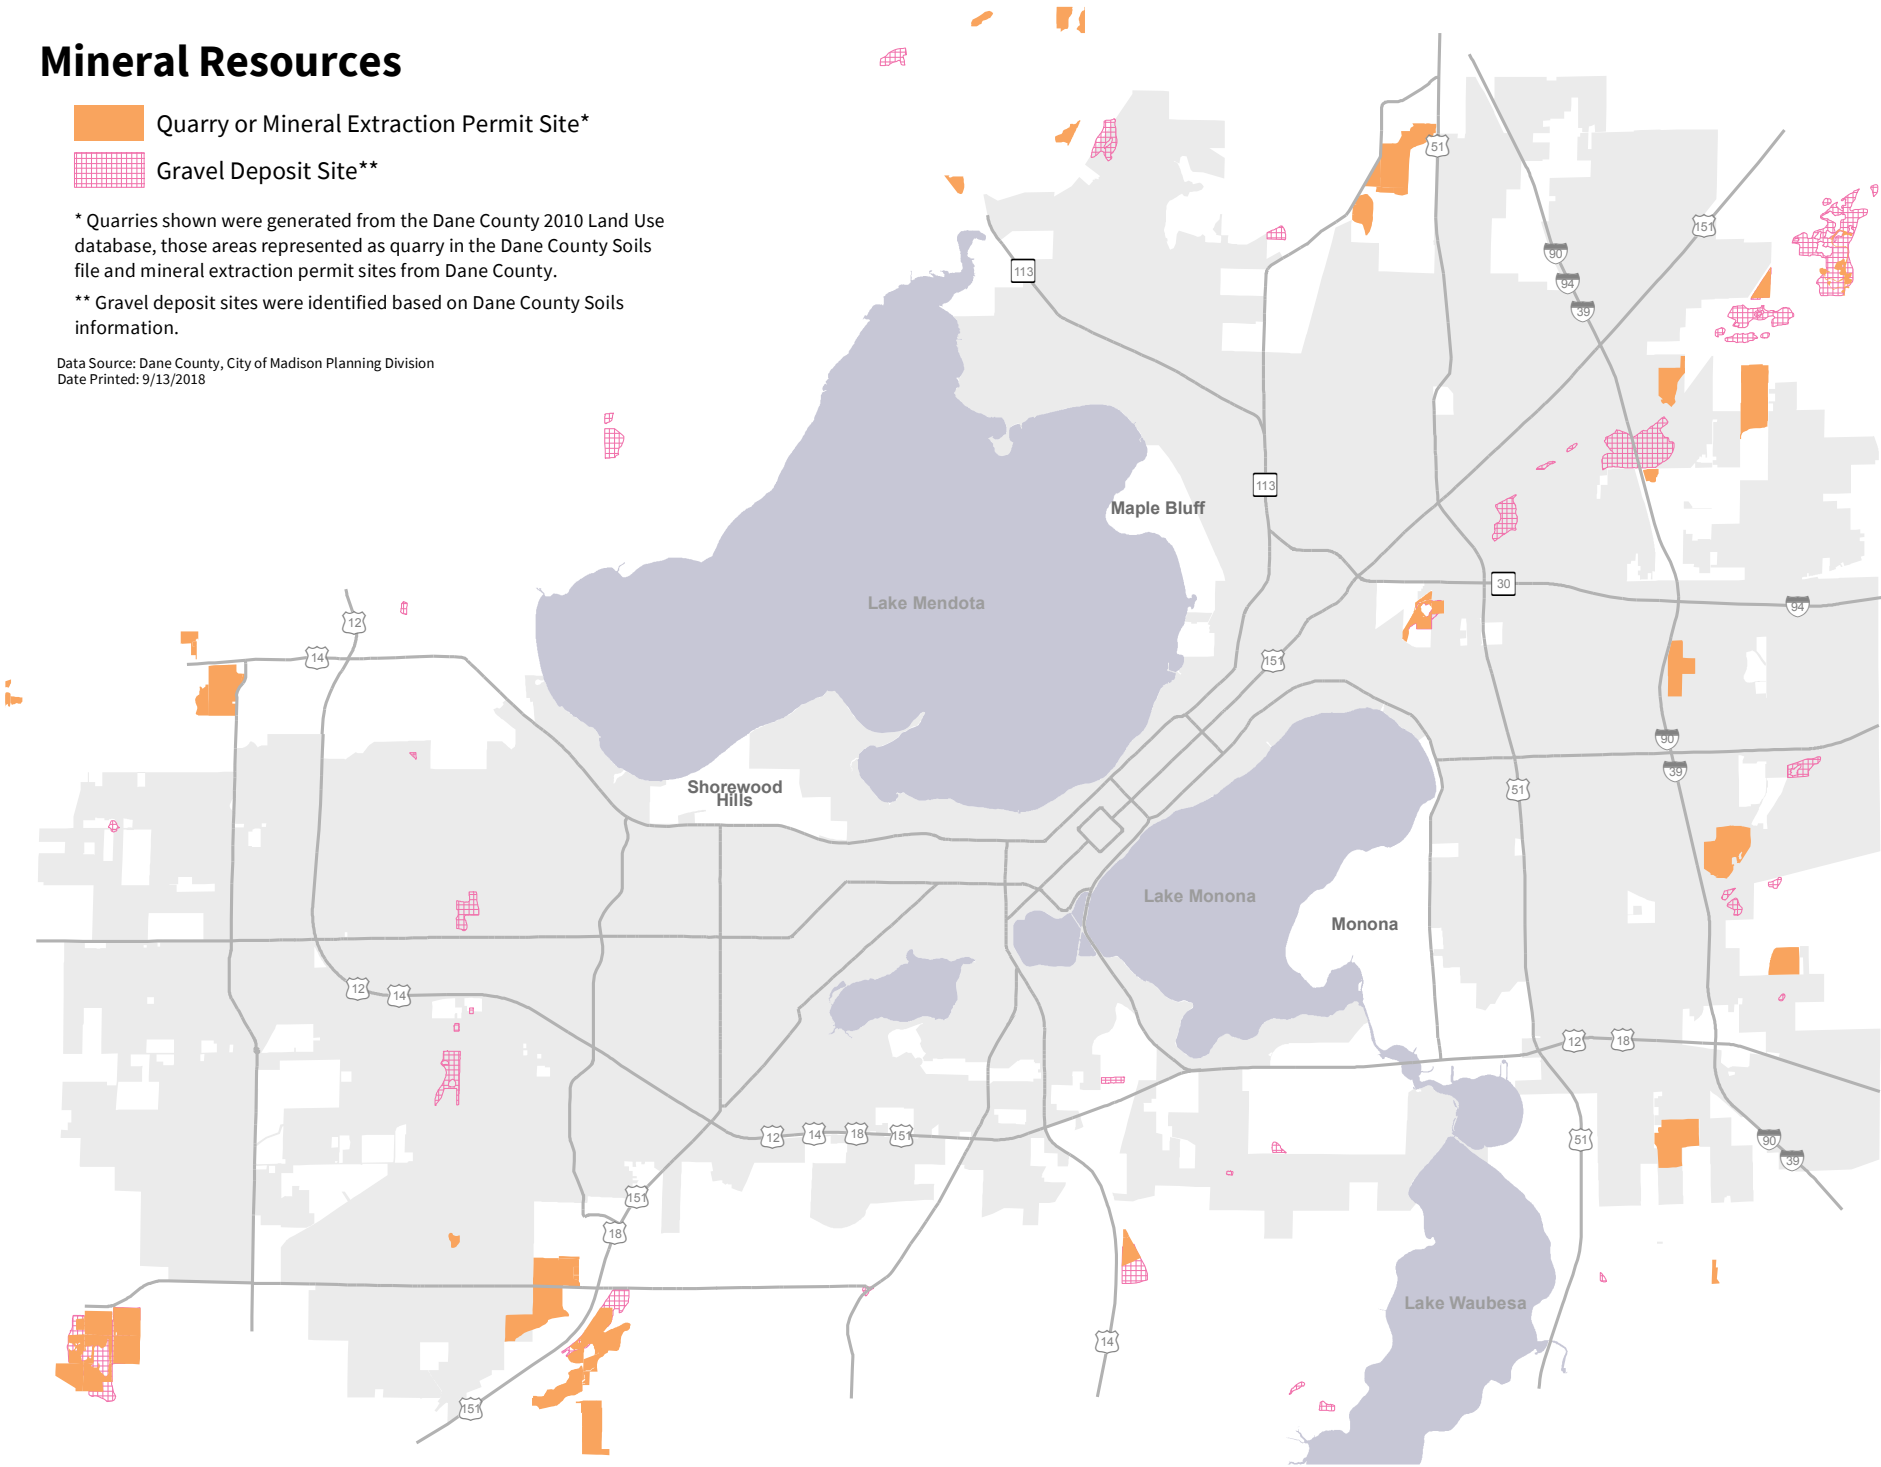 Mineral Resources
Quarry or Mineral Extraction Permit Site*
Gravel Deposit Site**
* Quarries shown were generated from the Dane County 2010 Land Use
database, those areas represented as quarry in the Dane County Soils
file and mineral extraction permit sites from Dane County.
** Gravel deposit sites were identified based on Dane County Soils
information.
Data Source: Dane County, City of Madison Planning Division
Date Printed: 9/13/2018
51
151
90
94
39
113
113
Maple Bluff
Lake Mendota
30
94
12
14
151
90
39
51
Shorewood
Hills
Lake Monona
Monona
12
14
12
18
12
14
18
151
51
90
39
151
18
Lake Waubesa
14
151